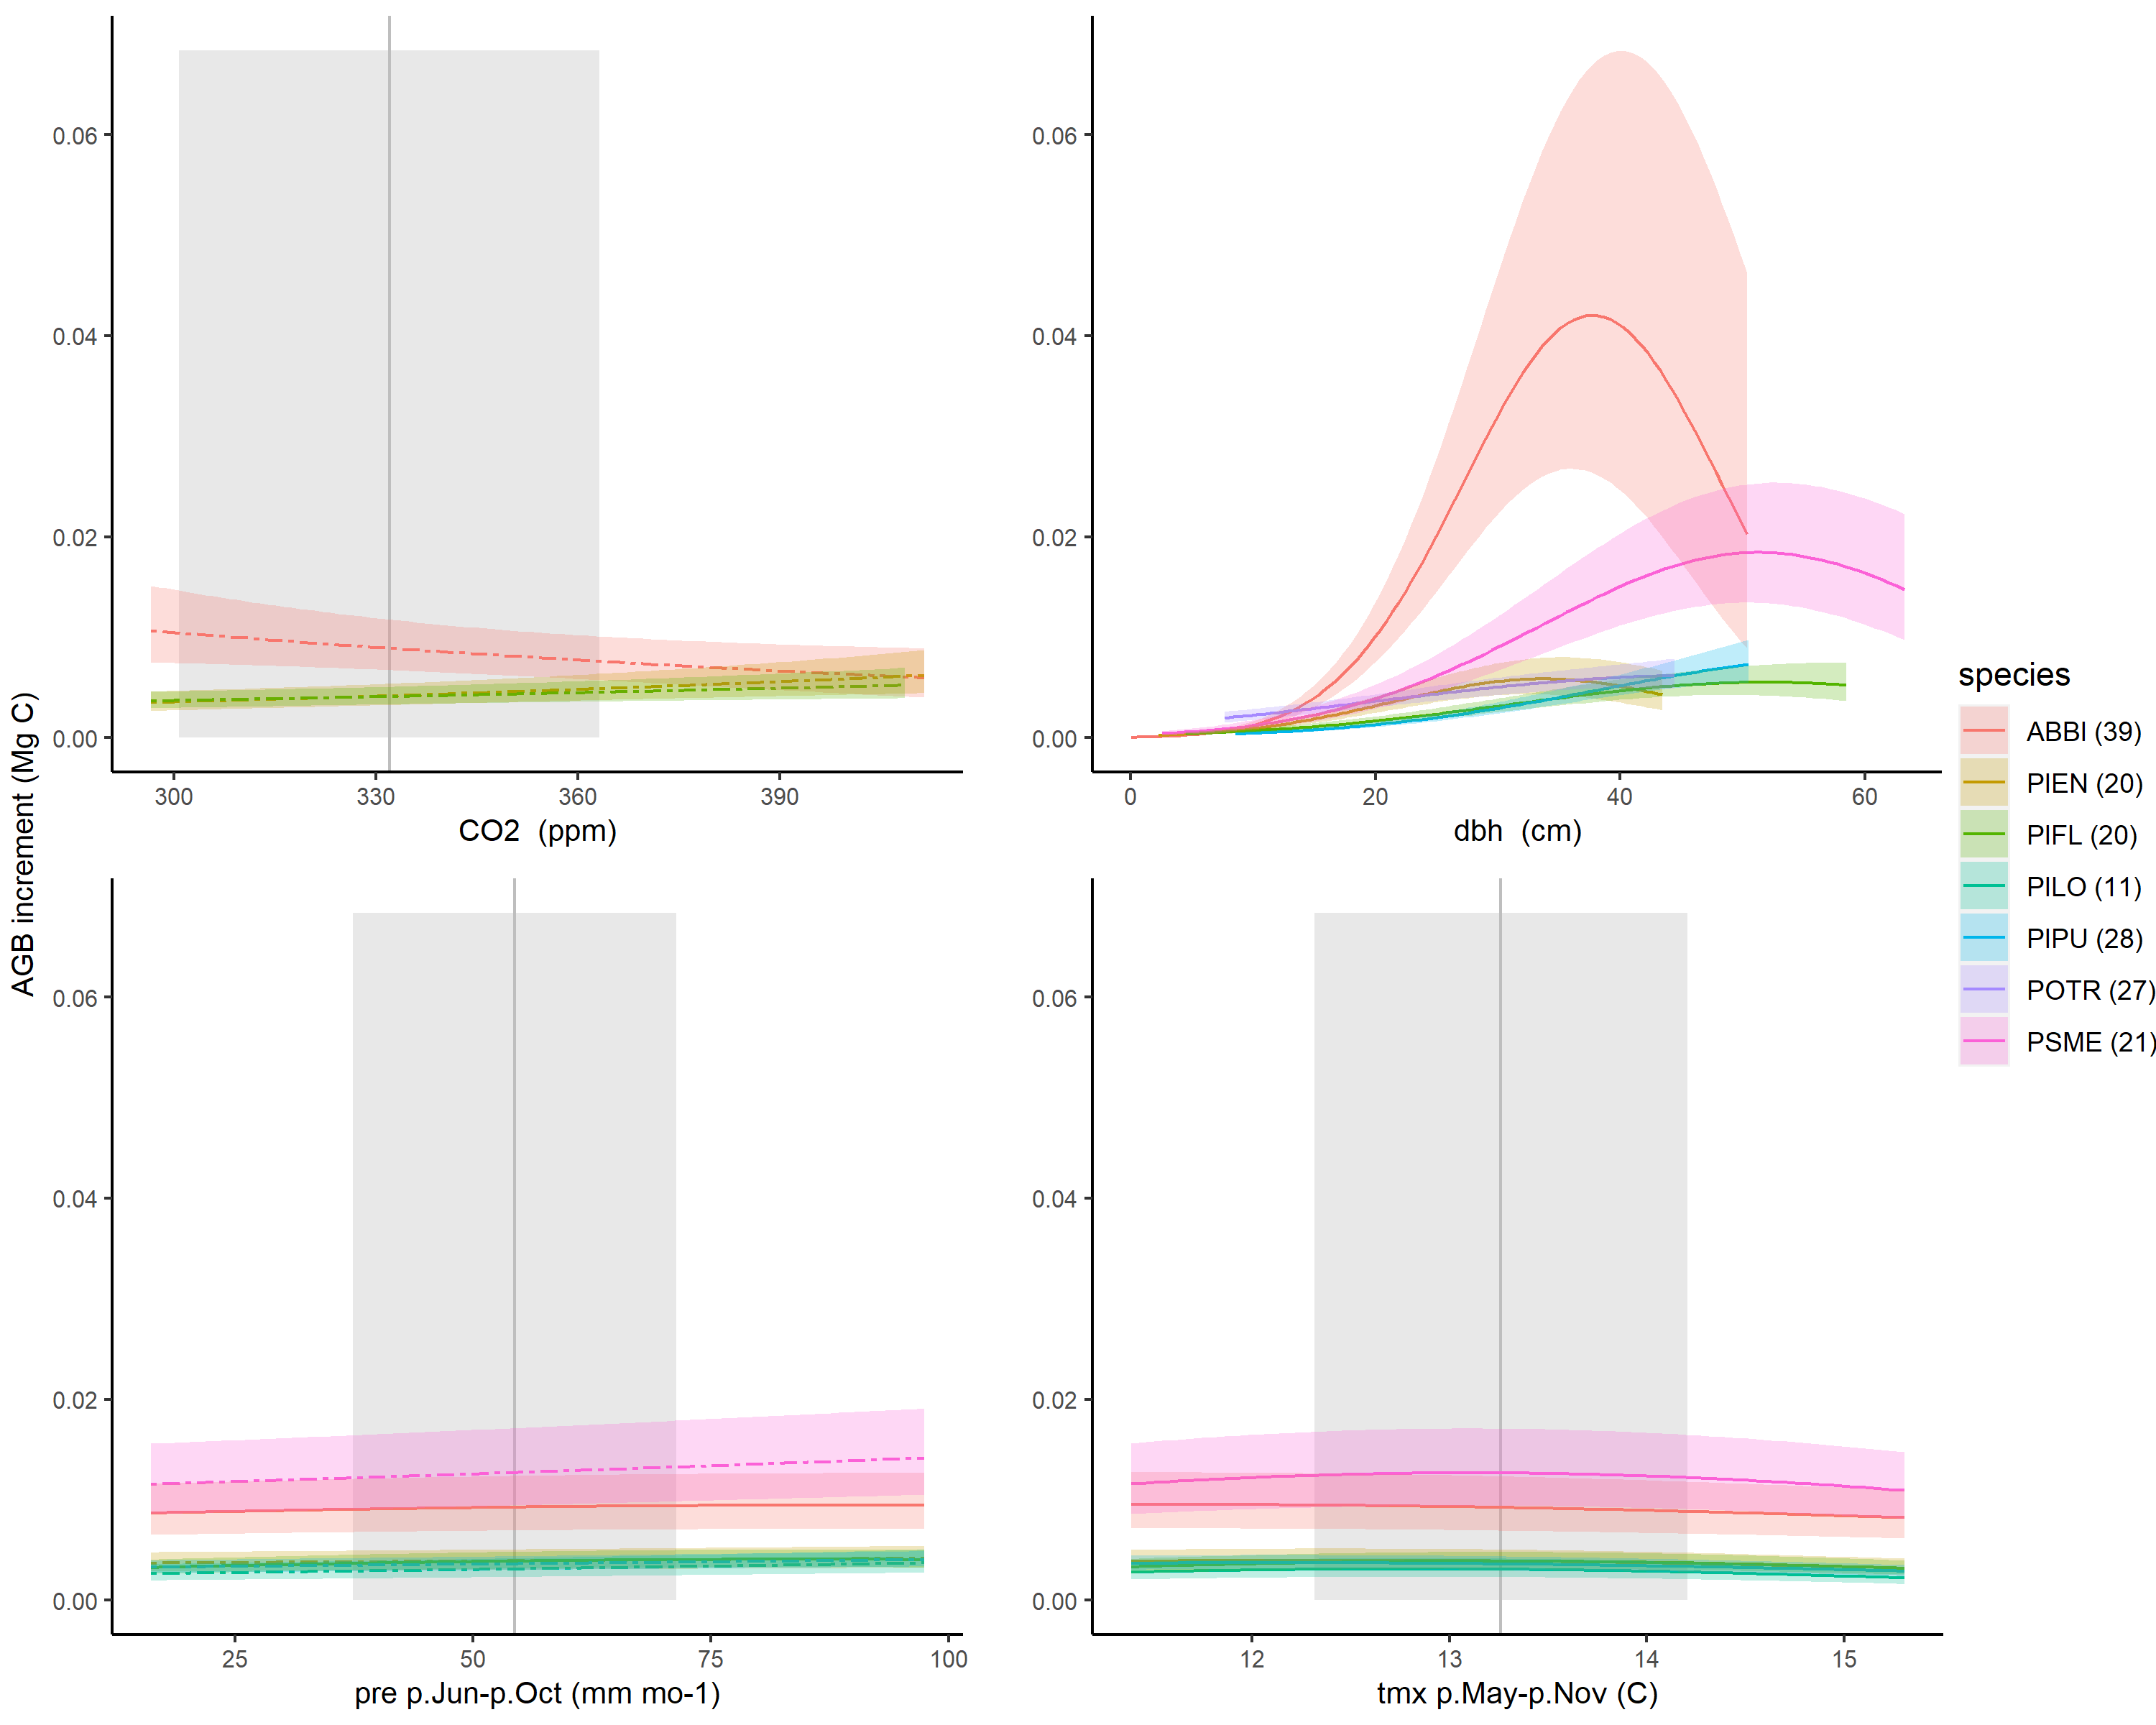 AGB increment (Mg C)
0.06
0.04
0.02
0.00
300 330 360 390
CO2 (ppm)
0.06
0.04
0.02
0.00
0 20 40 60
dbh (cm)
0.06
0.04
0.02
0.00
25 50 75 100
pre p.Jun-p.Oct (mm mo-1)
0.06
0.04
0.02
0.00
12 13 14 15
tmx p.May-p.Nov (C)
species
ABBI (39)
PIEN (20)
PIFL (20)
PILO (11)
PIPU (28)
POTR (27)
PSME (21)